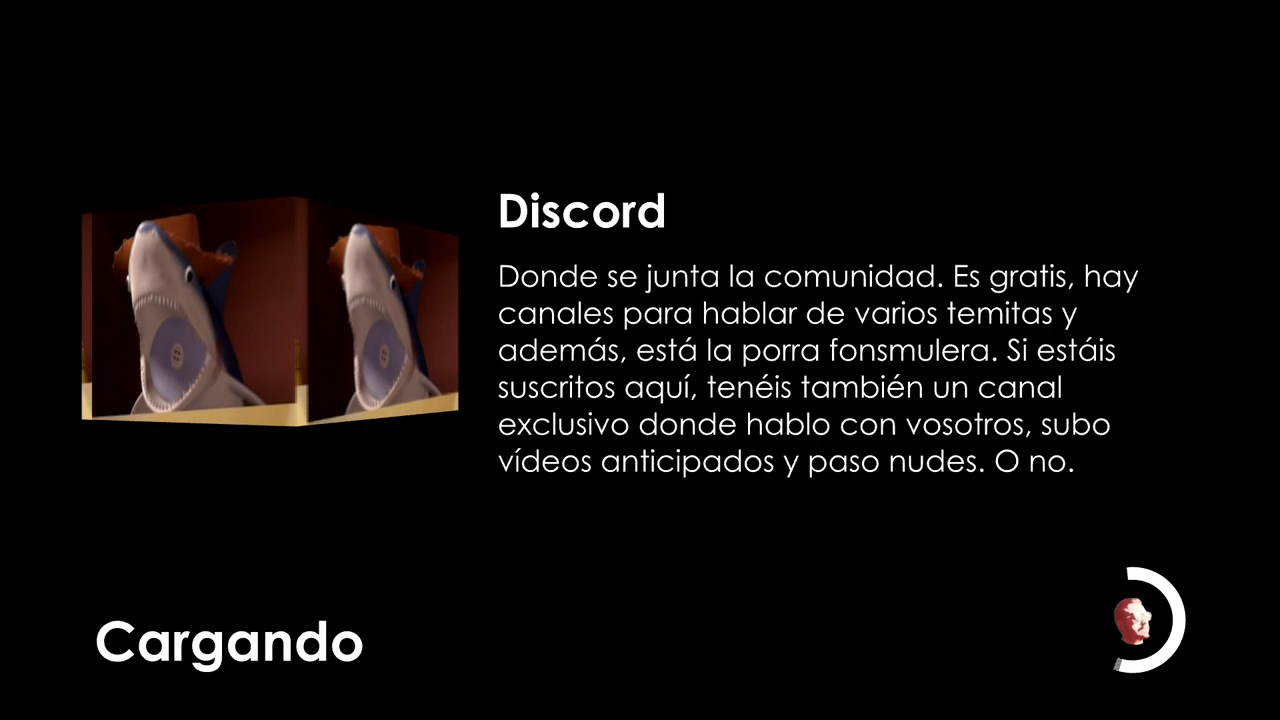 Discord
Donde se junta la comunidad. Es gratis, hay
canales para hablar de varios temitas y
además, está la porra fonsmulera. Si estáis
suscritos aquí, tenéis también un canal
exclusivo donde hablo con vosotros, subo
vídeos anticipados y paso nudes. O no.
Cargando